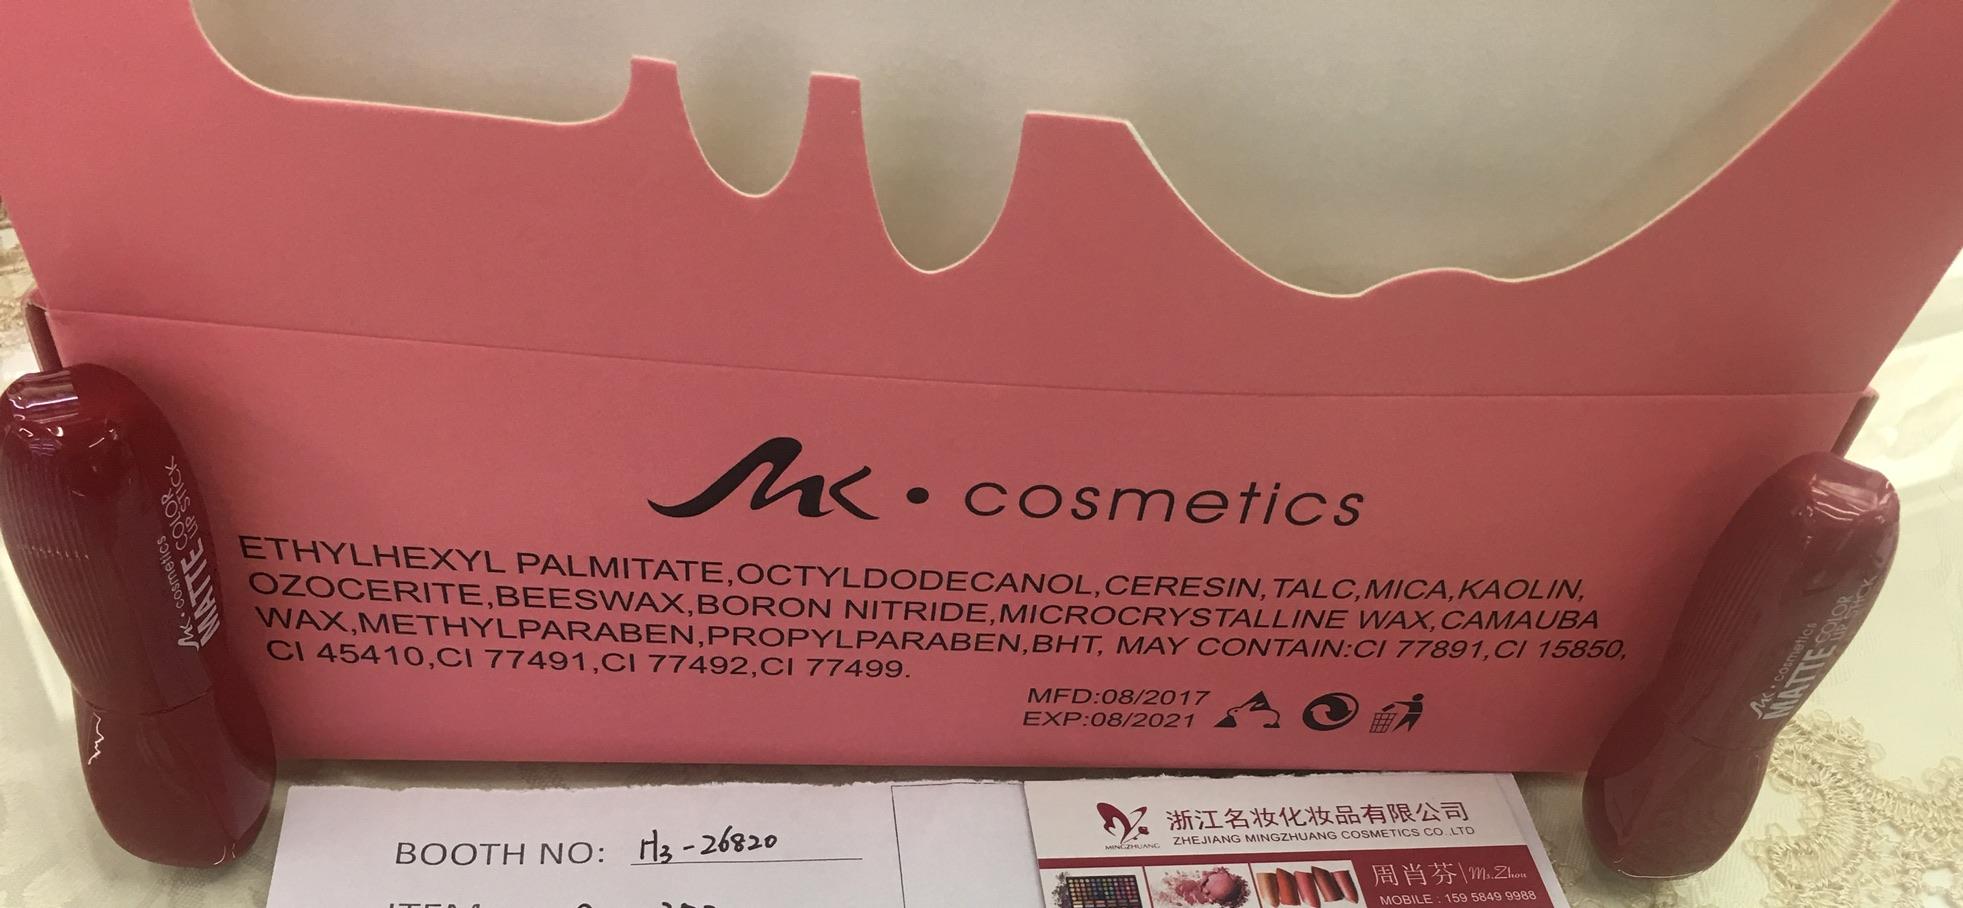 MK • cosmetics
ETHYLHEXYL PALMITATE,OCTYLDODECANOL,CERESIN,TALC,MICA,KAOLIN,
OZOCERITE,BEESWAX,BORON NITRIDE,MICROCRYSTALLINE WAX,CAMAUBA
WAX,METHYLPARABEN,PROPYLPARABEN,BHT, MAY CONTAIN:CI 77891,CI 15850,
CI 45410,CI 77491,CI 77492,CI 77499.
MFD:08/2017
EXP:08/2021
MK • cosmetics
MATTE COLOR
LIP STICK
MK • cosmetics
MATTE COLOR
LIP STICK
BOOTH NO: H3-26820
MINGZHUANG
浙江名妆化妆品有限公司
ZHEJIANG MINGZHUANG COSMETICS CO.,LTD
周肖芬 Ms.Zhou
MOBILE : 159 5849 9988